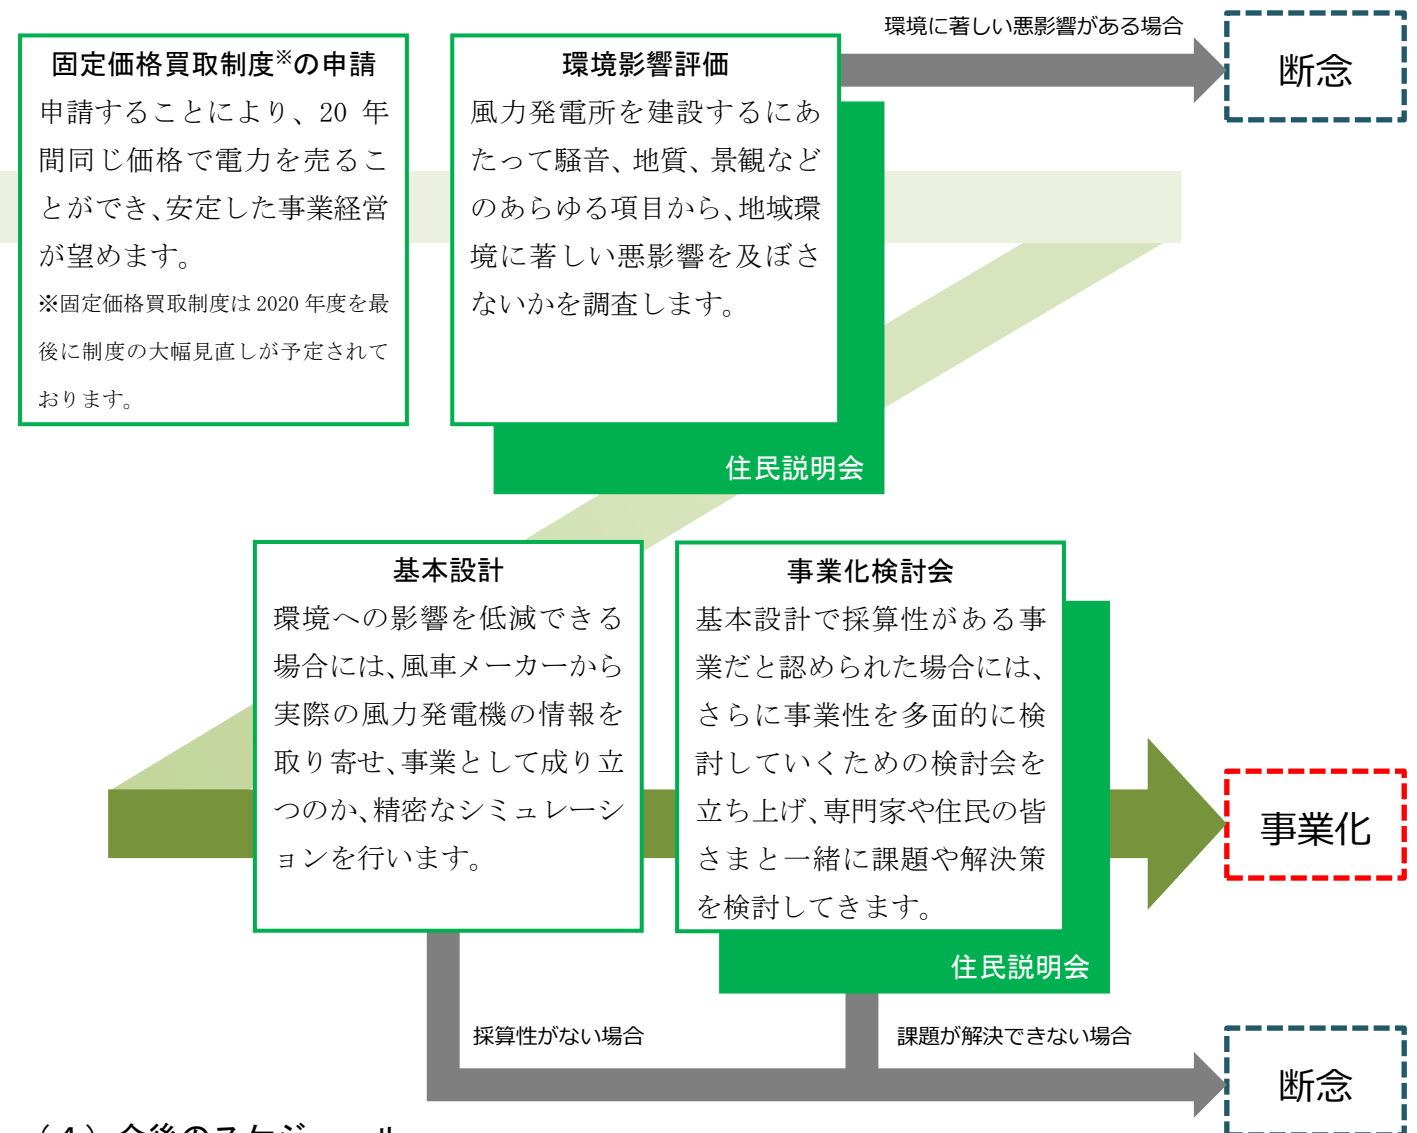 環境に著しい悪影響がある場合
断念
固定価格買取制度※の申請
申請することにより、20 年
間同じ価格で電力を売るこ
とができ、安定した事業経営
が望めます。
※固定価格買取制度は 2020 年度を最
後に制度の大幅見直しが予定されて
おります。
環境影響評価
風力発電所を建設するにあ
たって騒音、地質、景観など
のあらゆる項目から、地域環
境に著しい悪影響を及ぼさ
ないかを調査します。
住民説明会
基本設計
環境への影響を低減できる
場合には、風車メーカーから
実際の風力発電機の情報を
取り寄せ、事業として成り立
つのか、精密なシミュレーシ
ョンを行います。
事業化検討会
基本設計で採算性がある事
業だと認められた場合には、
さらに事業性を多面的に検
討していくための検討会を
立ち上げ、専門家や住民の皆
さまと一緒に課題や解決策
を検討してきます。
住民説明会
事業化
採算性がない場合
課題が解決できない場合
断念